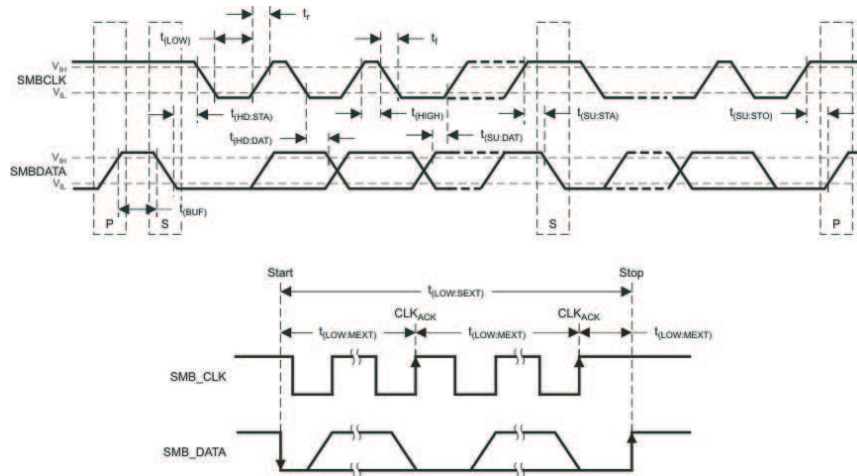 t(LOW) tr tf
VIH
SMBCLK
VIL
t(HD:STA) t(HIGH) t(SU:STA) t(SU:STO)
t(HD:DAT) t(SU:DAT)
VIH
SMBDATA
VIL
t(BUF)
P S S P
Start Stop
t(LOW:SEXT)
CLKACK CLKACK
t(LOW:MEXT) t(LOW:MEXT) t(LOW:MEXT)
SMB_CLK
SMB_DATA